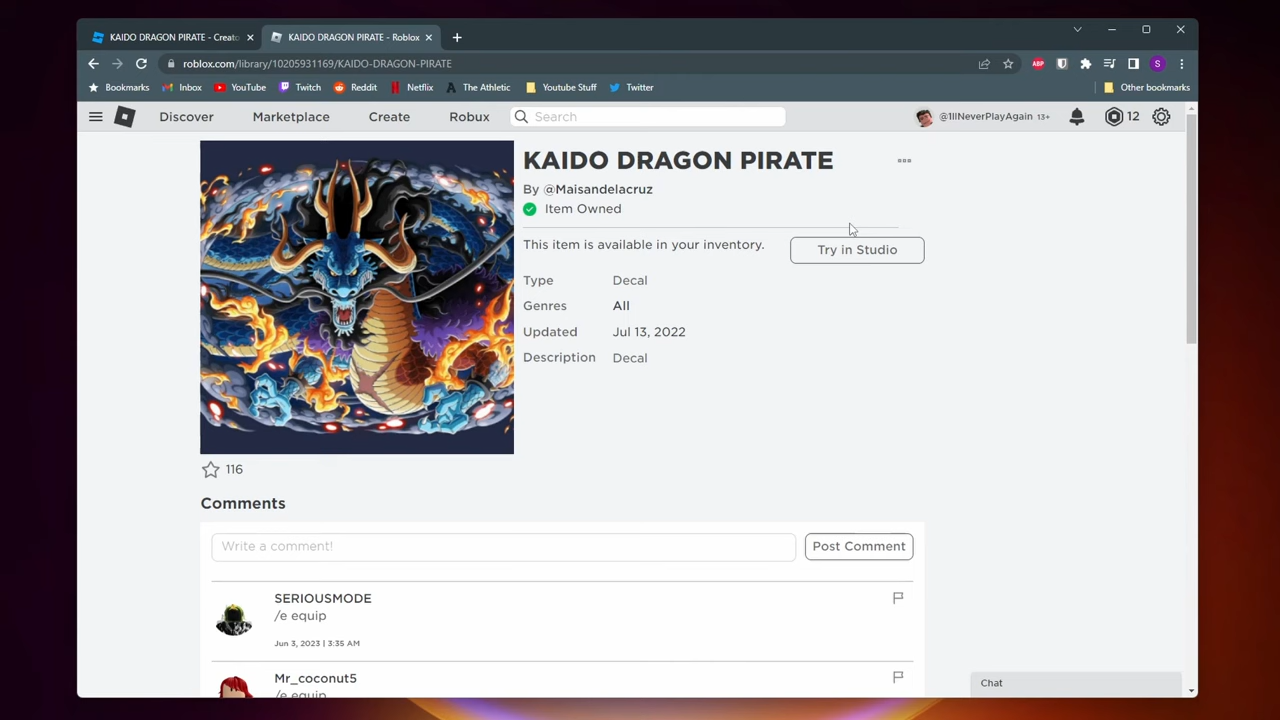 KAIDO DRAGON PIRATE - Creato
KAIDO DRAGON PIRATE - Roblox
roblox.com/library/10205931169/KAIDO-DRAGON-PIRATE
ABP
S
Bookmarks
Inbox
YouTube
Twitch
Reddit
Netflix
The Athletic
Youtube Stuff
Twitter
Other bookmarks
Discover
Marketplace
Create
Robux
Search
@1IlNeverPlayAgain 13+
12
KAIDO DRAGON PIRATE
By @Maisandelacruz
Item Owned
This item is available in your inventory.
Try in Studio
Type Decal
Genres All
Updated Jul 13, 2022
Description Decal
116
Comments
Write a comment!
Post Comment
SERIOUSMODE
/e equip
Jun 3, 2023 | 3:35 AM
Mr_coconut5
/e equip
Chat